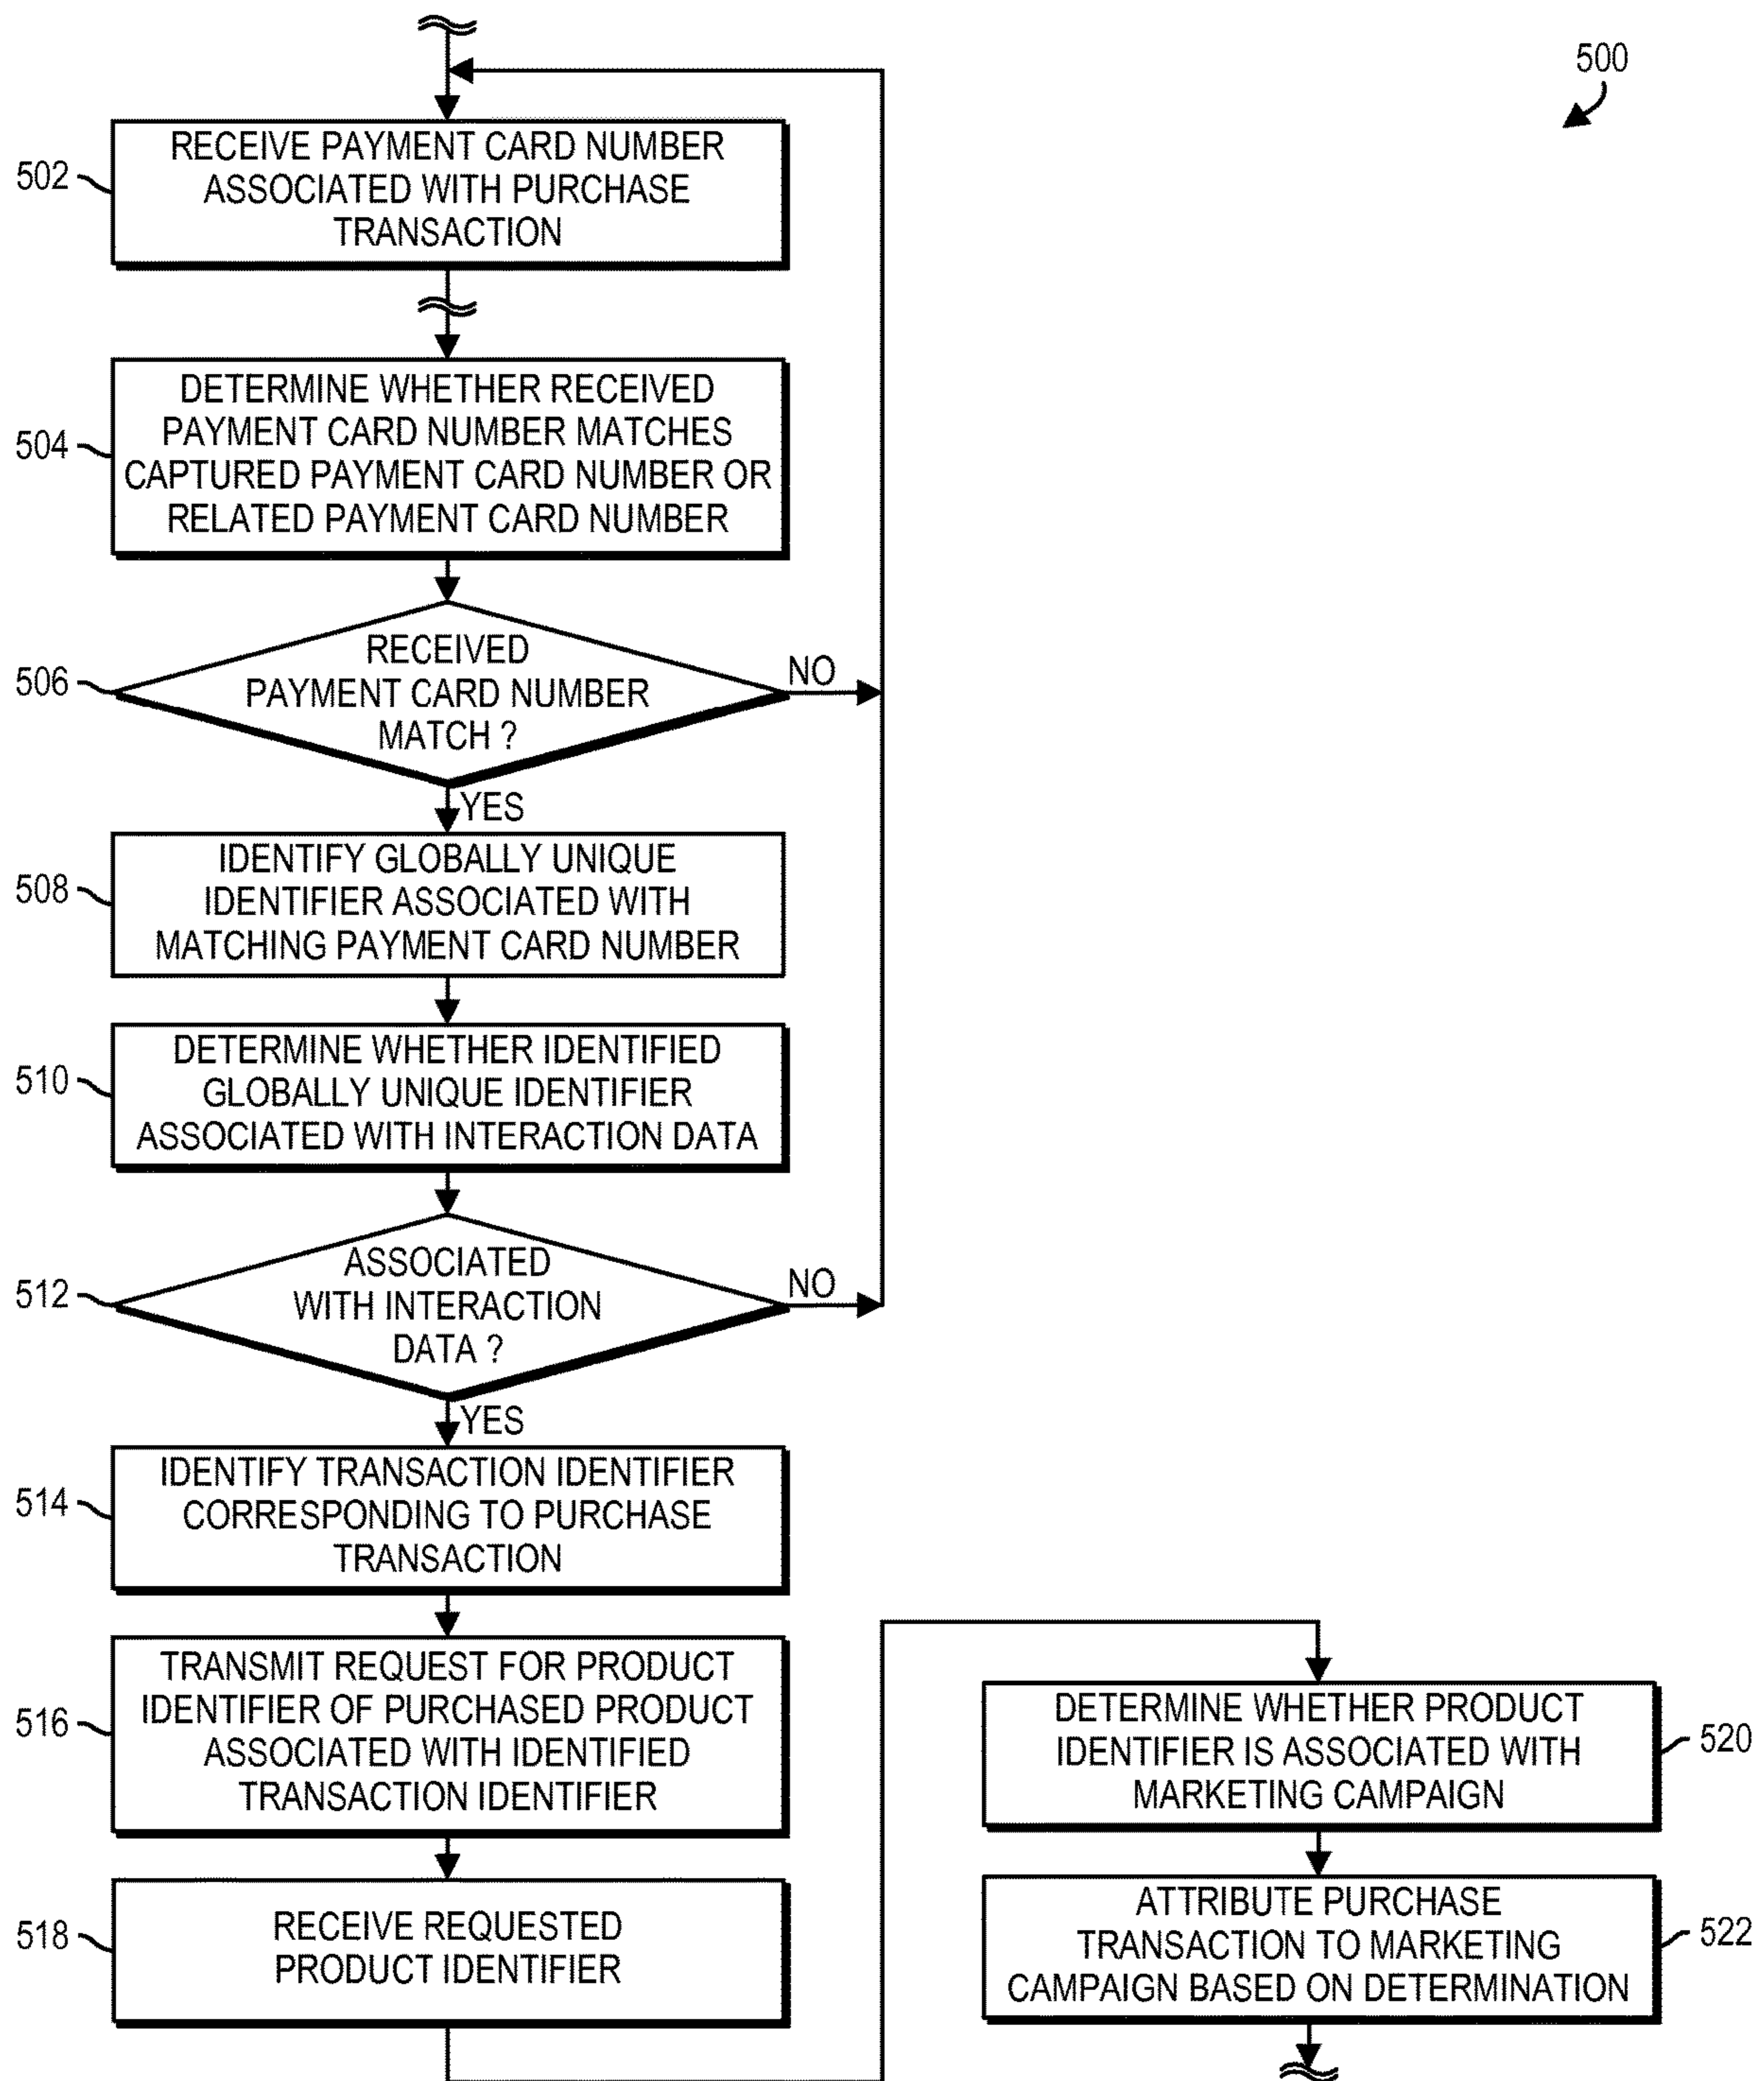 500
502
RECEIVE PAYMENT CARD NUMBER
ASSOCIATED WITH PURCHASE
TRANSACTION
504
DETERMINE WHETHER RECEIVED
PAYMENT CARD NUMBER MATCHES
CAPTURED PAYMENT CARD NUMBER OR
RELATED PAYMENT CARD NUMBER
506
RECEIVED
PAYMENT CARD NUMBER
MATCH ?
NO
YES
508
IDENTIFY GLOBALLY UNIQUE
IDENTIFIER ASSOCIATED WITH
MATCHING PAYMENT CARD NUMBER
510
DETERMINE WHETHER IDENTIFIED
GLOBALLY UNIQUE IDENTIFIER
ASSOCIATED WITH INTERACTION DATA
512
ASSOCIATED
WITH INTERACTION
DATA ?
NO
YES
514
IDENTIFY TRANSACTION IDENTIFIER
CORRESPONDING TO PURCHASE
TRANSACTION
516
TRANSMIT REQUEST FOR PRODUCT
IDENTIFIER OF PURCHASED PRODUCT
ASSOCIATED WITH IDENTIFIED
TRANSACTION IDENTIFIER
518
RECEIVE REQUESTED
PRODUCT IDENTIFIER
DETERMINE WHETHER PRODUCT
IDENTIFIER IS ASSOCIATED WITH
MARKETING CAMPAIGN
520
ATTRIBUTE PURCHASE
TRANSACTION TO MARKETING
CAMPAIGN BASED ON DETERMINATION
522